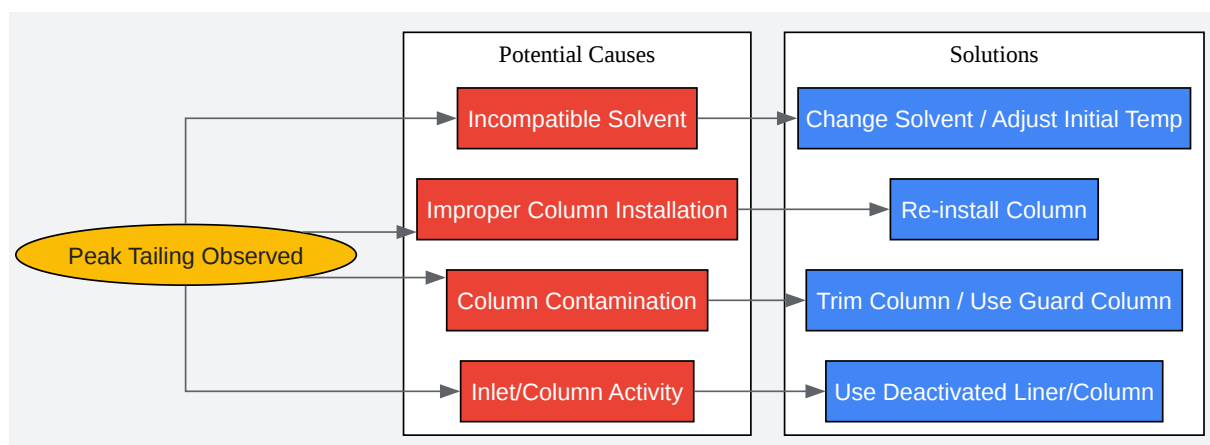 Potential Causes
Solutions
Incompatible Solvent
Change Solvent / Adjust Initial Temp
Improper Column Installation
Re-install Column
Peak Tailing Observed
Column Contamination
Trim Column / Use Guard Column
Inlet/Column Activity
Use Deactivated Liner/Column